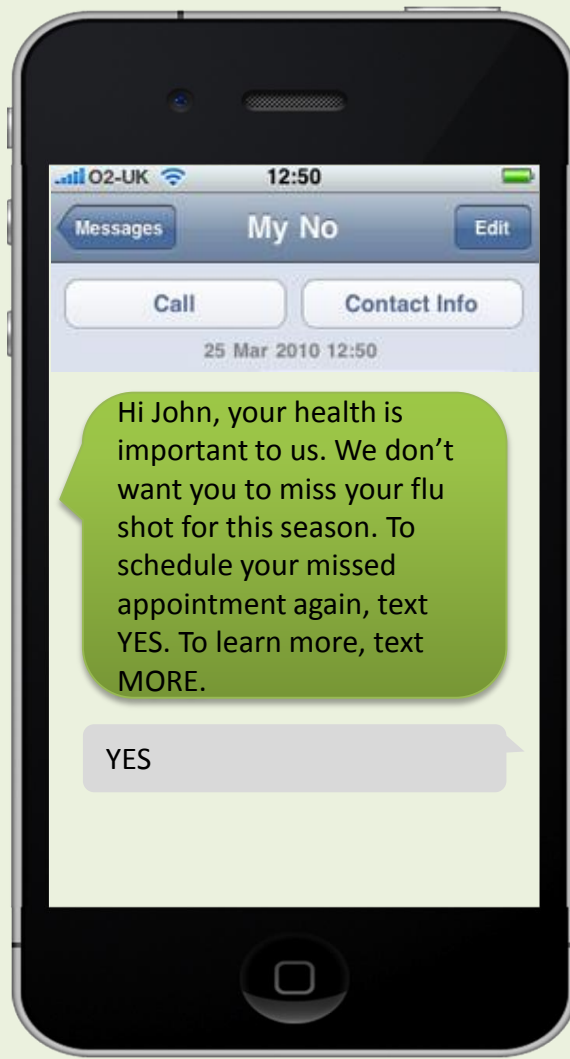 O2-UK 12:50
Messages My No Edit
Call Contact Info
25 Mar 2010 12:50
Hi John, your health is
important to us. We don’t
want you to miss your flu
shot for this season. To
schedule your missed
appointment again, text
YES. To learn more, text
MORE.
YES